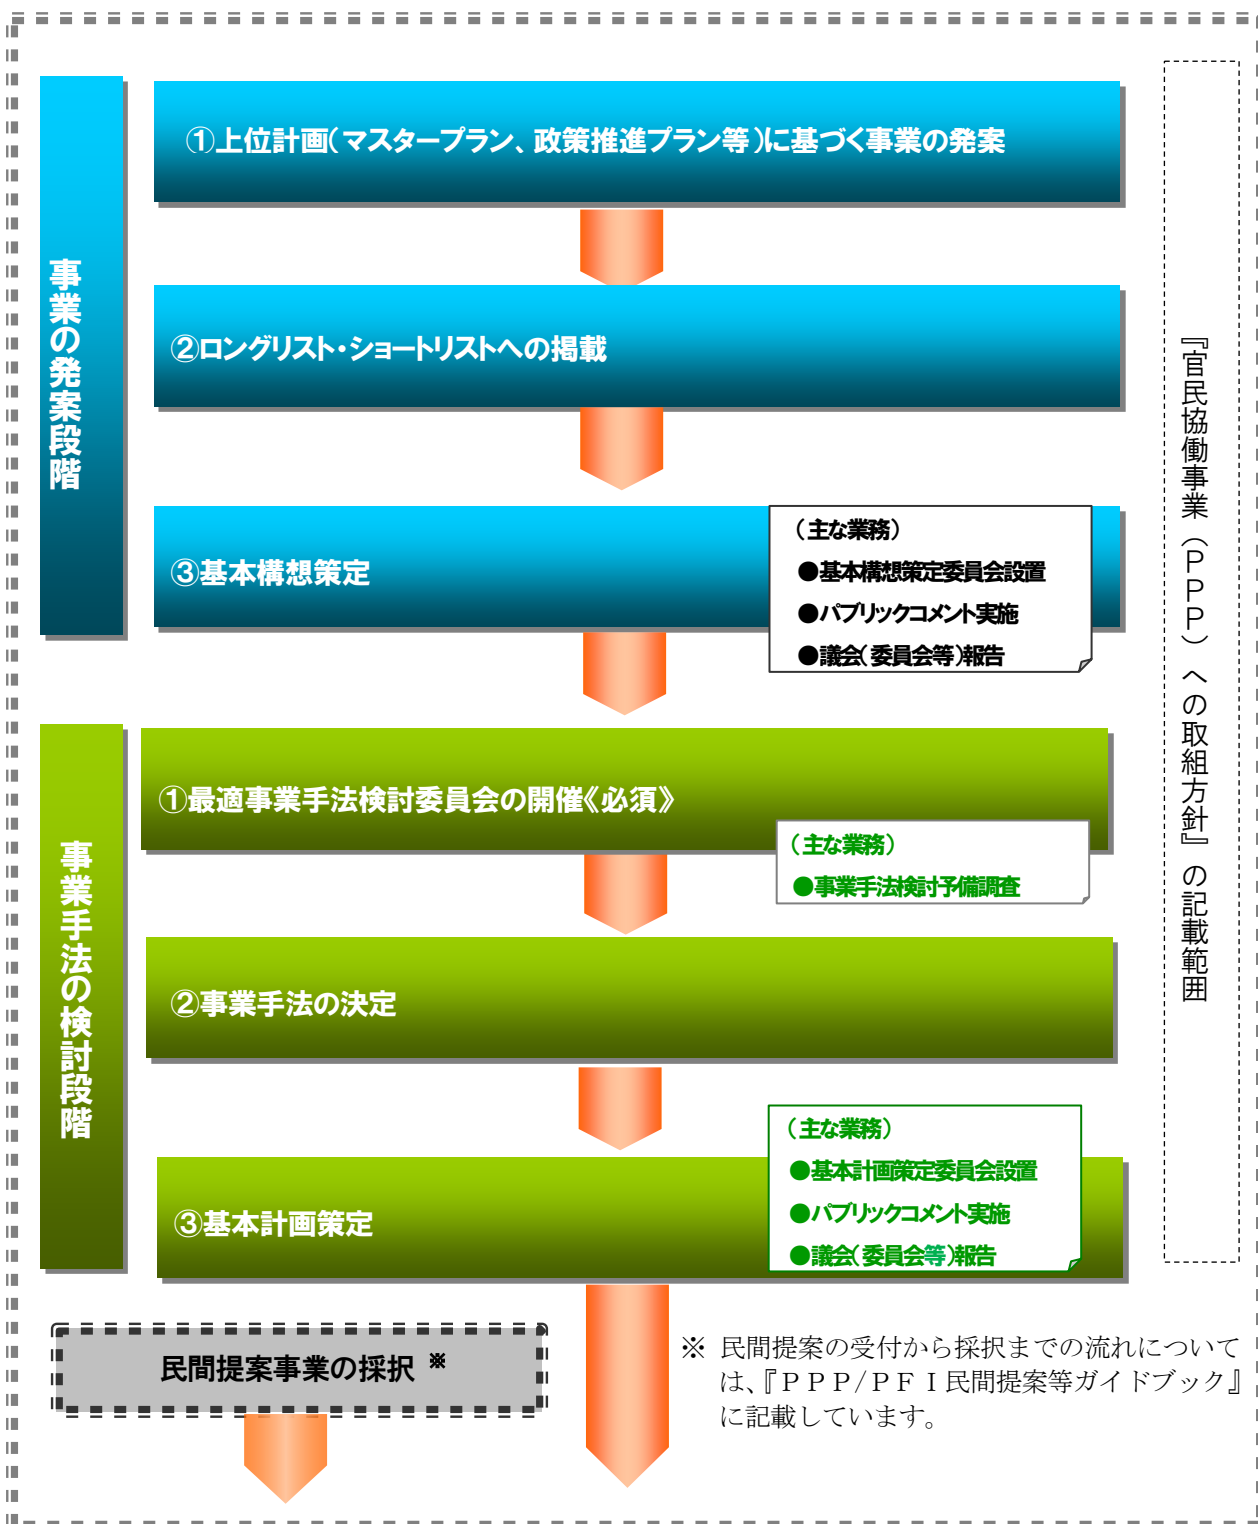 事業の発案段階
①上位計画(マスタープラン、政策推進プラン等)に基づく事業の発案
②ロングリスト・ショートリストへの掲載
③基本構想策定
(主な業務)
●基本構想策定委員会設置
●パブリックコメント実施
●議会(委員会等)報告
事業手法の検討段階
①最適事業手法検討委員会の開催《必須》
(主な業務)
●事業手法検討予備調査
②事業手法の決定
③基本計画策定
(主な業務)
●基本計画策定委員会設置
●パブリックコメント実施
●議会(委員会等)報告
『官民協働事業(PPP)への取組方針』の記載範囲
民間提案事業の採択 ※
※ 民間提案の受付から採択までの流れについて
は、『PPP/PFI民間提案等ガイドブック』
に記載しています。